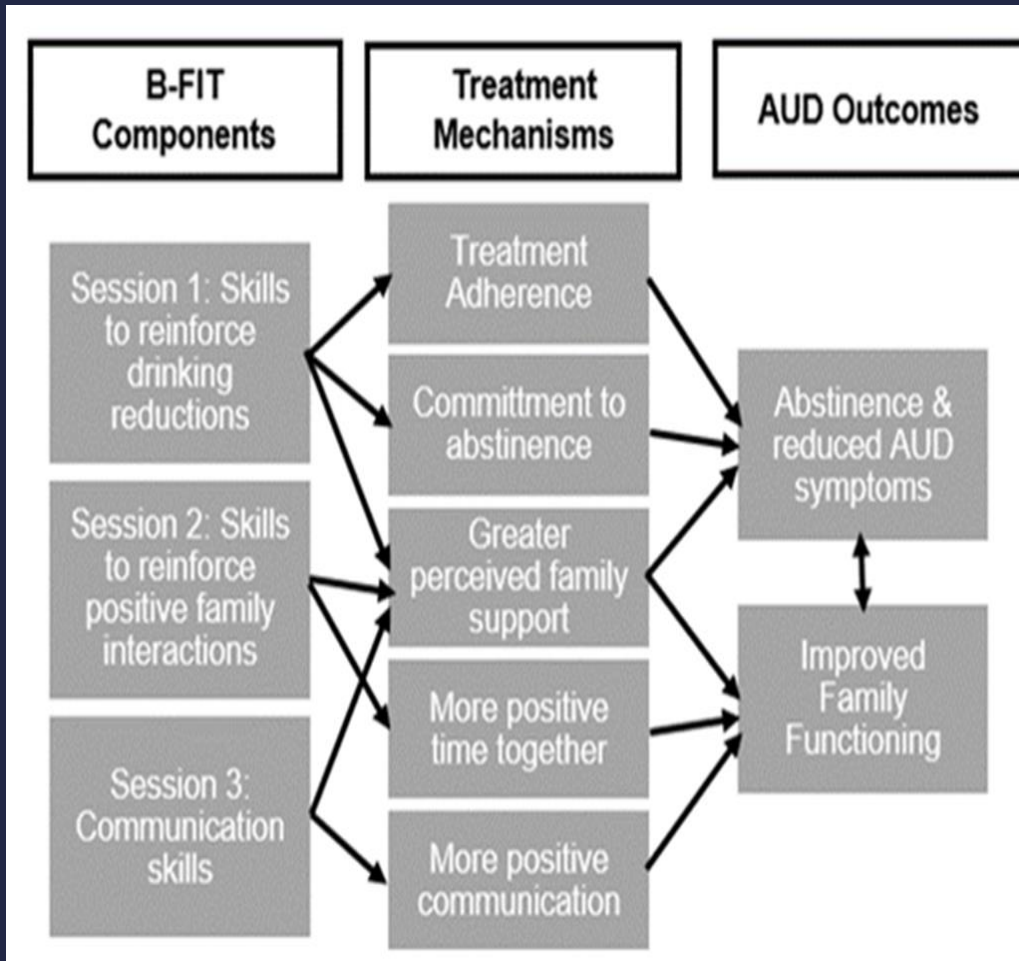 B-FIT
Components
Treatment
Mechanisms
AUD Outcomes
Session 1: Skills
to reinforce
drinking
reductions
Session 2: Skills
to reinforce
positive family
interactions
Session 3:
Communication
skills
Treatment
Adherence
Committment to
abstinence
Greater
perceived family
support
More positive
time together
More positive
communication
Abstinence &
reduced AUD
symptoms
Improved
Family
Functioning